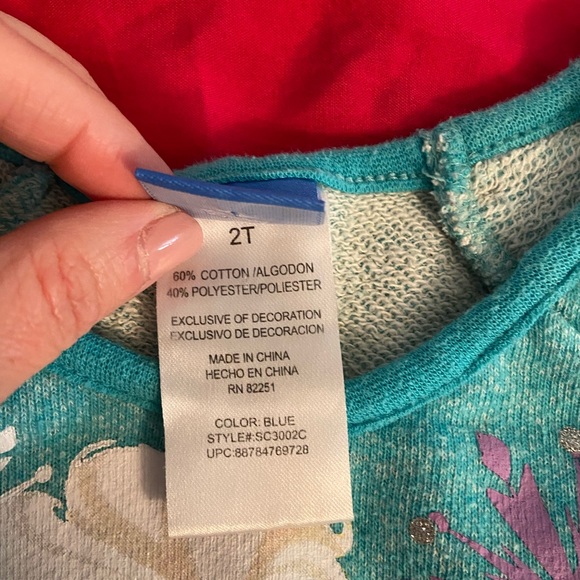 2T
60% COTTON/ALGODON
40% POLYESTER/POLIESTER
EXCLUSIVE OF DECORATION
EXCLUSIVO DE DECORACION
MADE IN CHINA
HECHO EN CHINA
RN 82251
COLOR: BLUE
STYLE#:SC3002C
UPC:88784769728